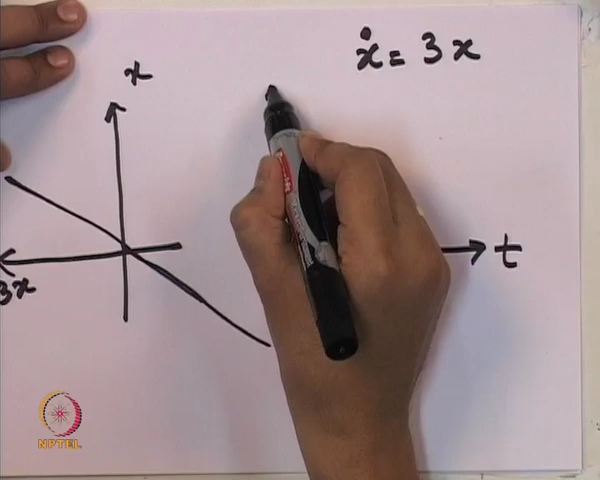 ẋ = 3x
x
t
3x
NPTEL